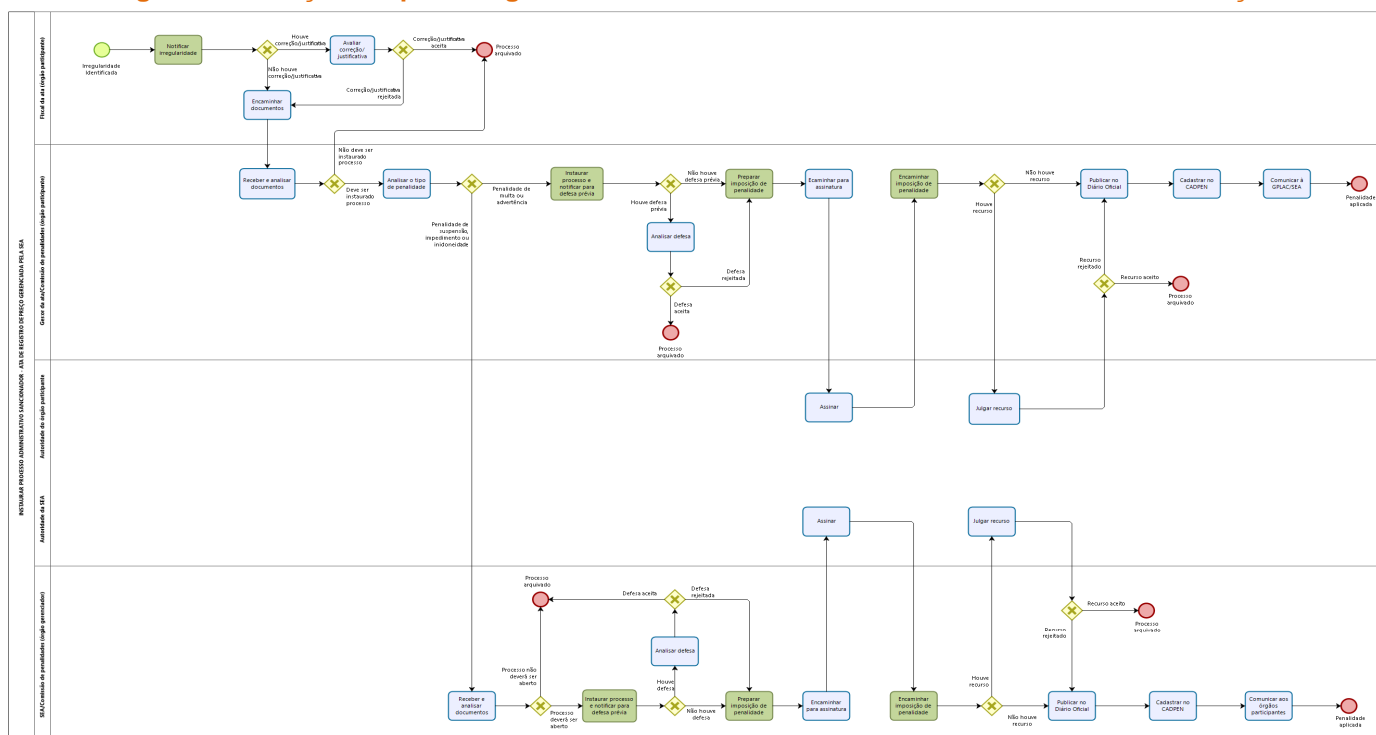 INSTAURAR PROCESSO ADMINISTRATIVO SANCIONADOR - ATA DE REGISTRO DE PREÇO GERENCIADA PELA SEA
Fiscal da ata (órgão participante)
Irregularidade
identificada
Notificar
irregularidade
Houve
correção/justificativa
Não houve
correção/justificativa
Avaliar
correção/
justificativa
Correção/justificativa
aceita
Correção/justificativa
rejeitada
Processo
arquivado
Encaminhar
documentos
Gestor da ata/Comissão de penalidades (órgão participante)
Receber e analisar
documentos
Não deve ser
instaurado
processo
Deve ser
instaurado
processo
Analisar o tipo
de penalidade
Penalidade de
multa ou
advertência
Penalidade de
suspensão,
impedimento ou
inidoneidade
Instaurar
processo e
notificar para
defesa prévia
Não houve
defesa prévia
Houve defesa
prévia
Analisar defesa
Defesa
rejeitada
Defesa
aceita
Processo
arquivado
Preparar
imposição de
penalidade
Ecaminhar para
assinatura
Encaminhar
imposição de
penalidade
Não houve
recurso
Houve
recurso
Publicar no
Diário Oficial
Cadastrar no
CADPEN
Comunicar à
GPLAC/SEA
Penalidade
aplicada
Recurso
rejeitado
Recurso aceito
Processo
arquivado
Autoridade do órgão participante
Assinar
Julgar recurso
Autoridade da SEA
Assinar
Julgar recurso
SEA/Comissão de penalidades (órgão gerenciador)
Receber e
analisar
documentos
Processo não
deverá ser
aberto
Processo
deverá ser
aberto
Processo
arquivado
Instaurar processo
e notificar para
defesa prévia
Houve
defesa
Não houve
defesa
Analisar defesa
Defesa aceita
Defesa
rejeitada
Preparar
imposição de
penalidade
Encaminhar
para assinatura
Encaminhar
imposição de
penalidade
Houve
recurso
Não houve
recurso
Recurso aceito
Processo
arquivado
Recurso
rejeitado
Publicar no
Diário Oficial
Cadastrar no
CADPEN
Comunicar aos
órgãos
participantes
Penalidade
aplicada